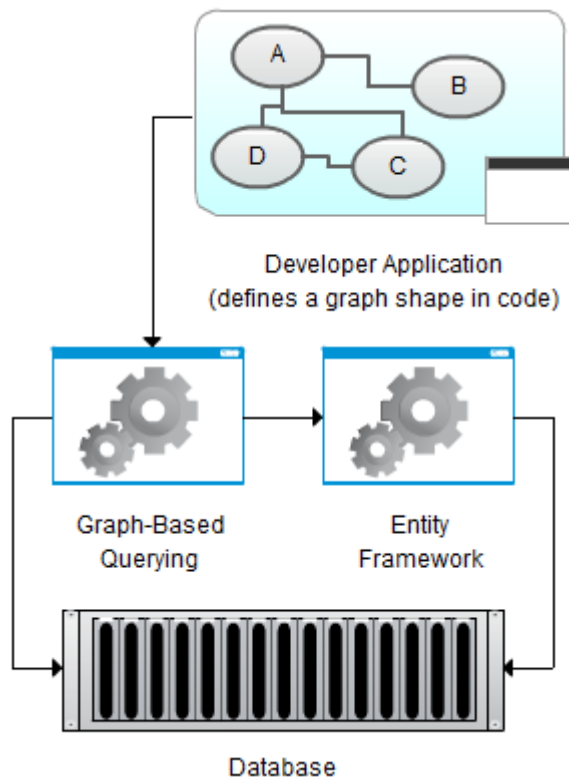 A
B
D
C
Developer Application
(defines a graph shape in code)
Graph-Based
Querying
Entity
Framework
Database